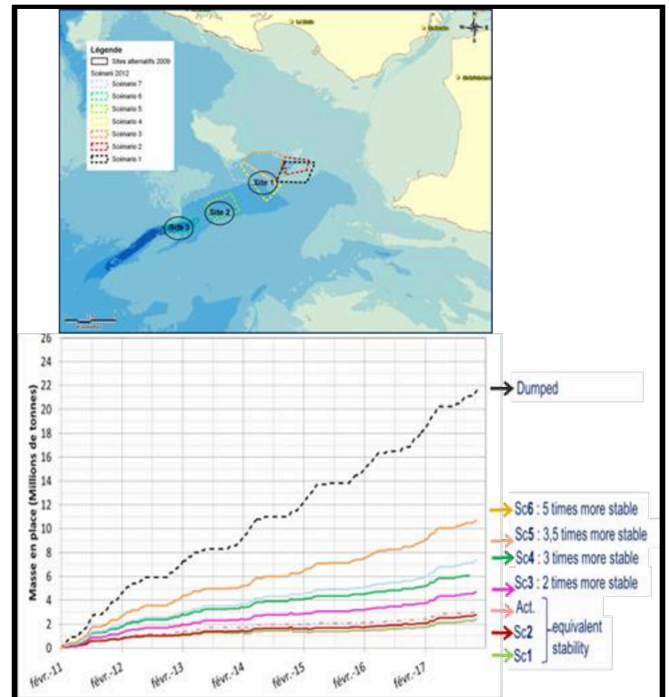 Légende
Sites alternatifs 2009
Scénarii 2012
Scénario 7
Scénario 6
Scénario 5
Scénario 4
Scénario 3
Scénario 2
Scénario 1
Site 1
Site 2
Site 3
Masse en place (Millions de tonnes)
26
24
22
20
18
16
14
12
10
8
6
4
2
0
févr.-11
févr.-12
févr.-13
févr.-14
févr.-15
févr.-16
févr.-17
Dumped
Sc6 : 5 times more stable
Sc5 : 3,5 times more stable
Sc4 : 3 times more stable
Sc3 : 2 times more stable
Act.
Sc2
Sc1
equivalent
stability